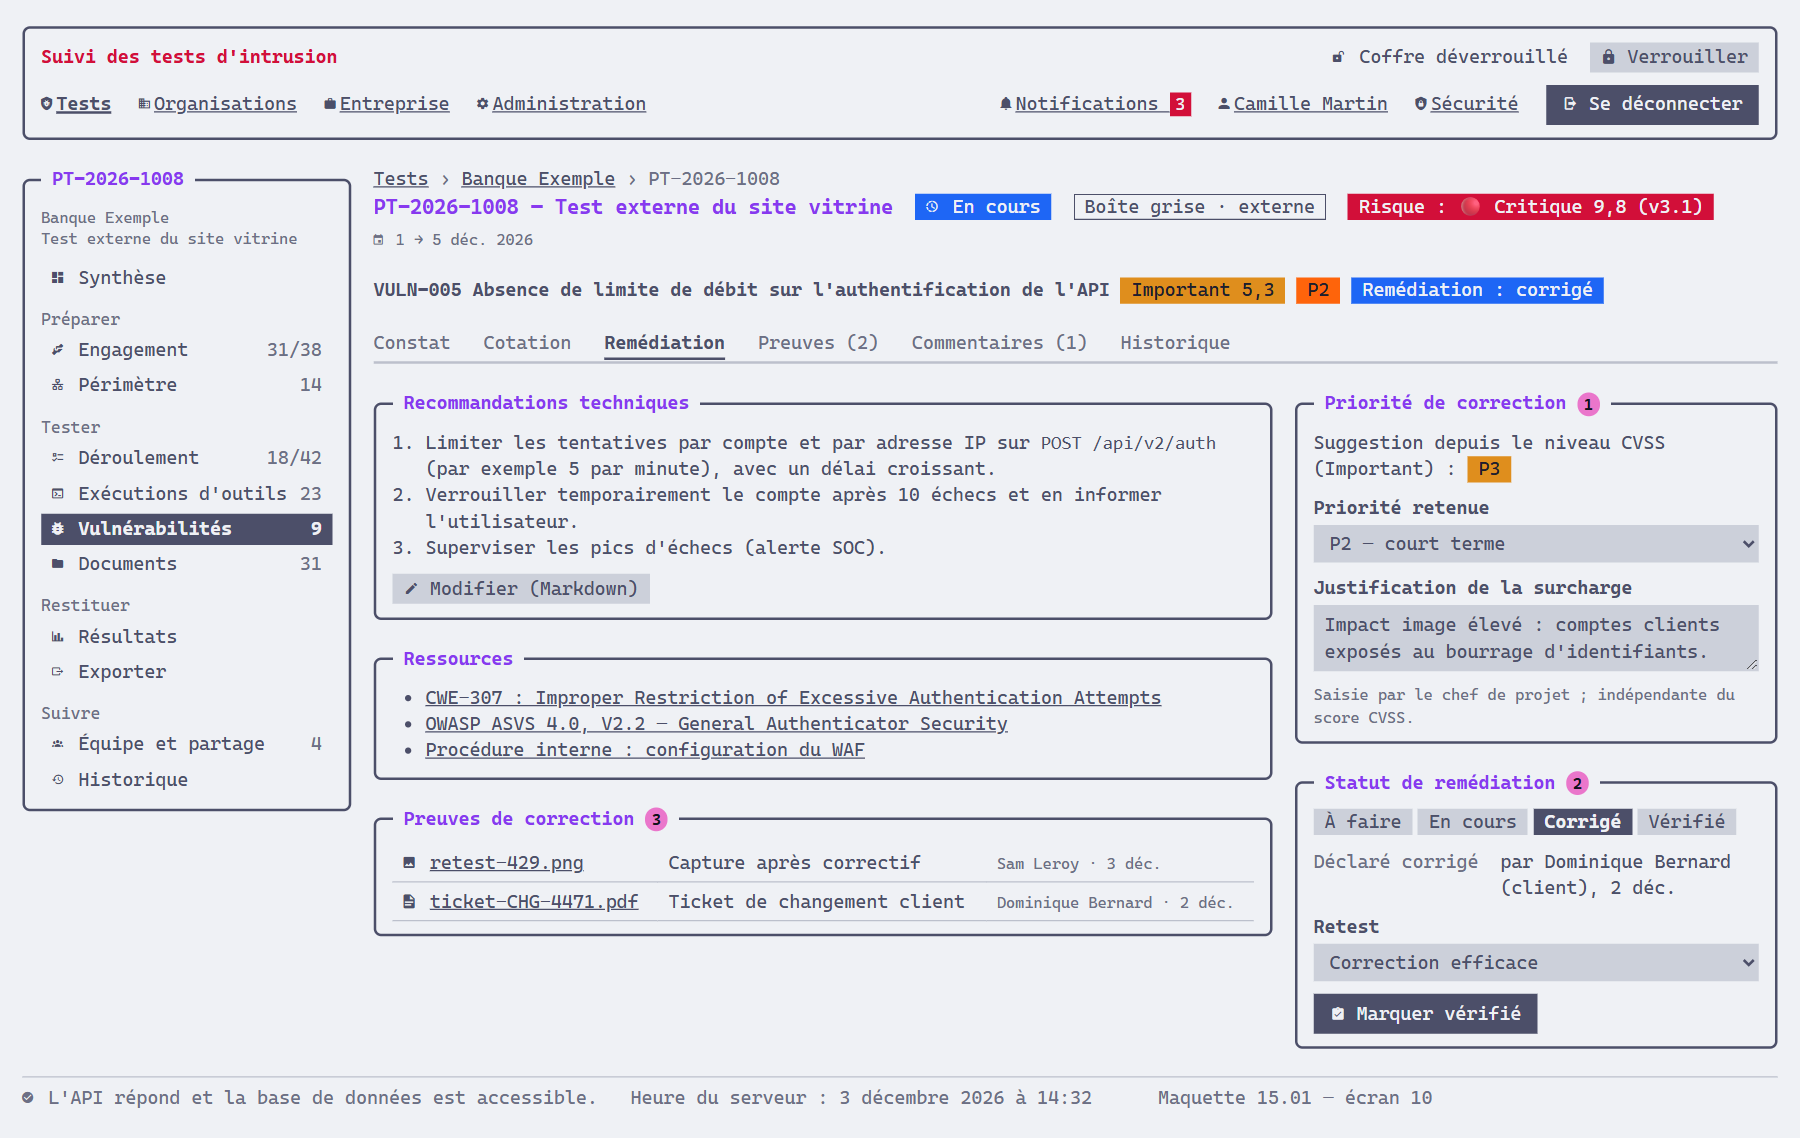 Suivi des tests d'intrusion
Coffre déverrouillé
Verrouiller
Tests
Organisations
Entreprise
Administration
Notifications 3
Camille Martin
Sécurité
Se déconnecter
PT-2026-1008
Banque Exemple
Test externe du site vitrine
Synthèse
Préparer
Engagement 31/38
Périmètre 14
Tester
Déroulement 18/42
Exécutions d'outils 23
Vulnérabilités 9
Documents 31
Restituer
Résultats
Exporter
Suivre
Équipe et partage 4
Historique
Tests › Banque Exemple › PT-2026-1008
PT-2026-1008 — Test externe du site vitrine
En cours
Boîte grise · externe
Risque : Critique 9,8 (v3.1)
1 → 5 déc. 2026
VULN-005 Absence de limite de débit sur l'authentification de l'API
Important 5,3
P2
Remédiation : corrigé
Constat
Cotation
Remédiation
Preuves (2)
Commentaires (1)
Historique
Recommandations techniques
1. Limiter les tentatives par compte et par adresse IP sur POST /api/v2/auth
(par exemple 5 par minute), avec un délai croissant.
2. Verrouiller temporairement le compte après 10 échecs et en informer
l'utilisateur.
3. Superviser les pics d'échecs (alerte SOC).
Modifier (Markdown)
Ressources
• CWE-307 : Improper Restriction of Excessive Authentication Attempts
• OWASP ASVS 4.0, V2.2 — General Authenticator Security
• Procédure interne : configuration du WAF
Preuves de correction 3
retest-429.png Capture après correctif Sam Leroy · 3 déc.
ticket-CHG-4471.pdf Ticket de changement client Dominique Bernard · 2 déc.
Priorité de correction 1
Suggestion depuis le niveau CVSS
(Important) : P3
Priorité retenue
P2 — court terme
Justification de la surcharge
Impact image élevé : comptes clients
exposés au bourrage d'identifiants.
Saisie par le chef de projet ; indépendante du
score CVSS.
Statut de remédiation 2
À faire
En cours
Corrigé
Vérifié
Déclaré corrigé par Dominique Bernard
(client), 2 déc.
Retest
Correction efficace
Marquer vérifié
L'API répond et la base de données est accessible.
Heure du serveur : 3 décembre 2026 à 14:32
Maquette 15.01 — écran 10